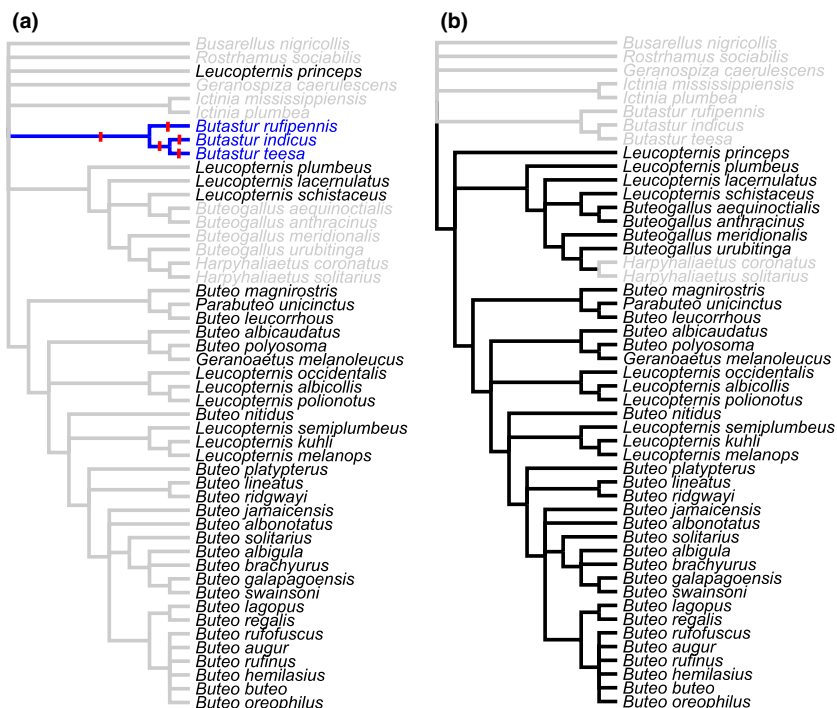 (a)
Busarellus nigricollis
Rostrhamus sociabilis
Leucopternis princeps
Geranospiza caerulescens
Ictinia mississippiensis
Ictinia plumbea
Butastur rufipennis
Butastur indicus
Butastur teesa
Leucopternis plumbeus
Leucopternis lacernulatus
Leucopternis schistaceus
Buteogallus aequinoctialis
Buteogallus anthracinus
Buteogallus meridionalis
Buteogallus urubitinga
Harpyhaliaetus coronatus
Harpyhaliaetus solitarius
Buteo magnirostris
Parabuteo unicinctus
Buteo leucorrhous
Buteo albicaudatus
Buteo polyosoma
Geranoaetus melanoleucus
Leucopternis occidentalis
Leucopternis albicollis
Leucopternis polionotus
Buteo nitidus
Leucopternis semiplumbeus
Leucopternis kuhli
Leucopternis melanops
Buteo platypterus
Buteo lineatus
Buteo ridgwayi
Buteo jamaicensis
Buteo albonotatus
Buteo solitarius
Buteo albigula
Buteo brachyurus
Buteo galapagoensis
Buteo swainsoni
Buteo lagopus
Buteo regalis
Buteo rufofuscus
Buteo augur
Buteo rufinus
Buteo hemilasius
Buteo buteo
Buteo oreophilus
(b)
Busarellus nigricollis
Rostrhamus sociabilis
Geranospiza caerulescens
Ictinia mississippiensis
Ictinia plumbea
Butastur rufipennis
Butastur indicus
Butastur teesa
Leucopternis princeps
Leucopternis plumbeus
Leucopternis lacernulatus
Leucopternis schistaceus
Buteogallus aequinoctialis
Buteogallus anthracinus
Buteogallus meridionalis
Buteogallus urubitinga
Harpyhaliaetus coronatus
Harpyhaliaetus solitarius
Buteo magnirostris
Parabuteo unicinctus
Buteo leucorrhous
Buteo albicaudatus
Buteo polyosoma
Geranoaetus melanoleucus
Leucopternis occidentalis
Leucopternis albicollis
Leucopternis polionotus
Buteo nitidus
Leucopternis semiplumbeus
Leucopternis kuhli
Leucopternis melanops
Buteo platypterus
Buteo lineatus
Buteo ridgwayi
Buteo jamaicensis
Buteo albonotatus
Buteo solitarius
Buteo albigula
Buteo brachyurus
Buteo galapagoensis
Buteo swainsoni
Buteo lagopus
Buteo regalis
Buteo rufofuscus
Buteo augur
Buteo rufinus
Buteo hemilasius
Buteo buteo
Buteo oreophilus